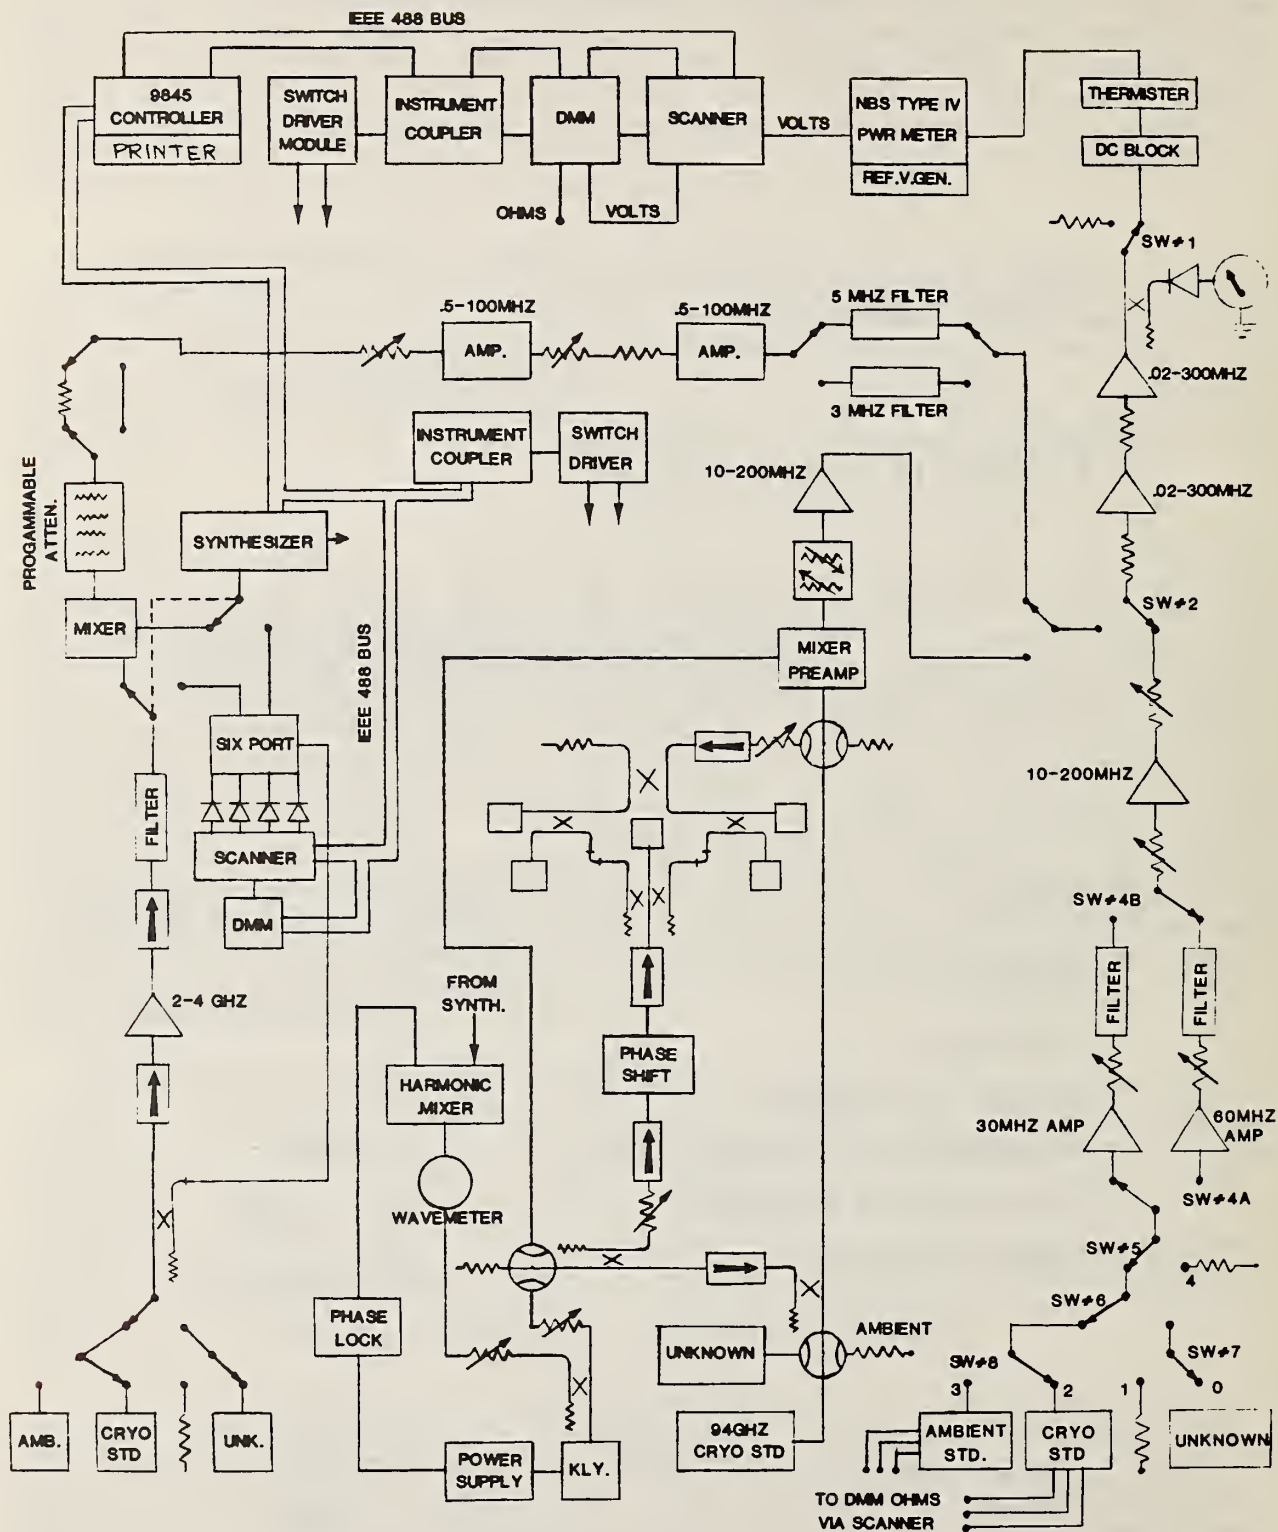 IEEE 488 BUS
9845
CONTROLLER
PRINTER
SWITCH
DRIVER
MODULE
INSTRUMENT
COUPLER
DMM
SCANNER
VOLTS
NBS TYPE IV
PWR METER
REF.V.GEN.
THERMISTER
DC BLOCK
OHMS
VOLTS
SW#1
.5-100MHZ
AMP.
.5-100MHZ
AMP.
5 MHZ FILTER
3 MHZ FILTER
.02-300MHZ
INSTRUMENT
COUPLER
SWITCH
DRIVER
10-200MHZ
.02-300MHZ
PROGAMMABLE
ATTEN.
SYNTHESIZER
MIXER
IEEE 488 BUS
MIXER
PREAMP
SW#2
SIX PORT
10-200MHZ
FILTER
SCANNER
DMM
SW#4B
FILTER
FILTER
2-4 GHZ
FROM
SYNTH.
HARMONIC
MIXER
PHASE
SHIFT
30MHZ AMP
60MHZ
AMP
WAVEMETER
SW#4A
SW#5
4
SW#6
PHASE
LOCK
UNKNOWN
AMBIENT
SW#8
SW#7
3
2
1
0
AMB.
CRYO
STD
UNK.
POWER
SUPPLY
KLY.
94GHZ
CRYO STD
AMBIENT
STD.
CRYO
STD
UNKNOWN
TO DMM OHMS
VIA SCANNER